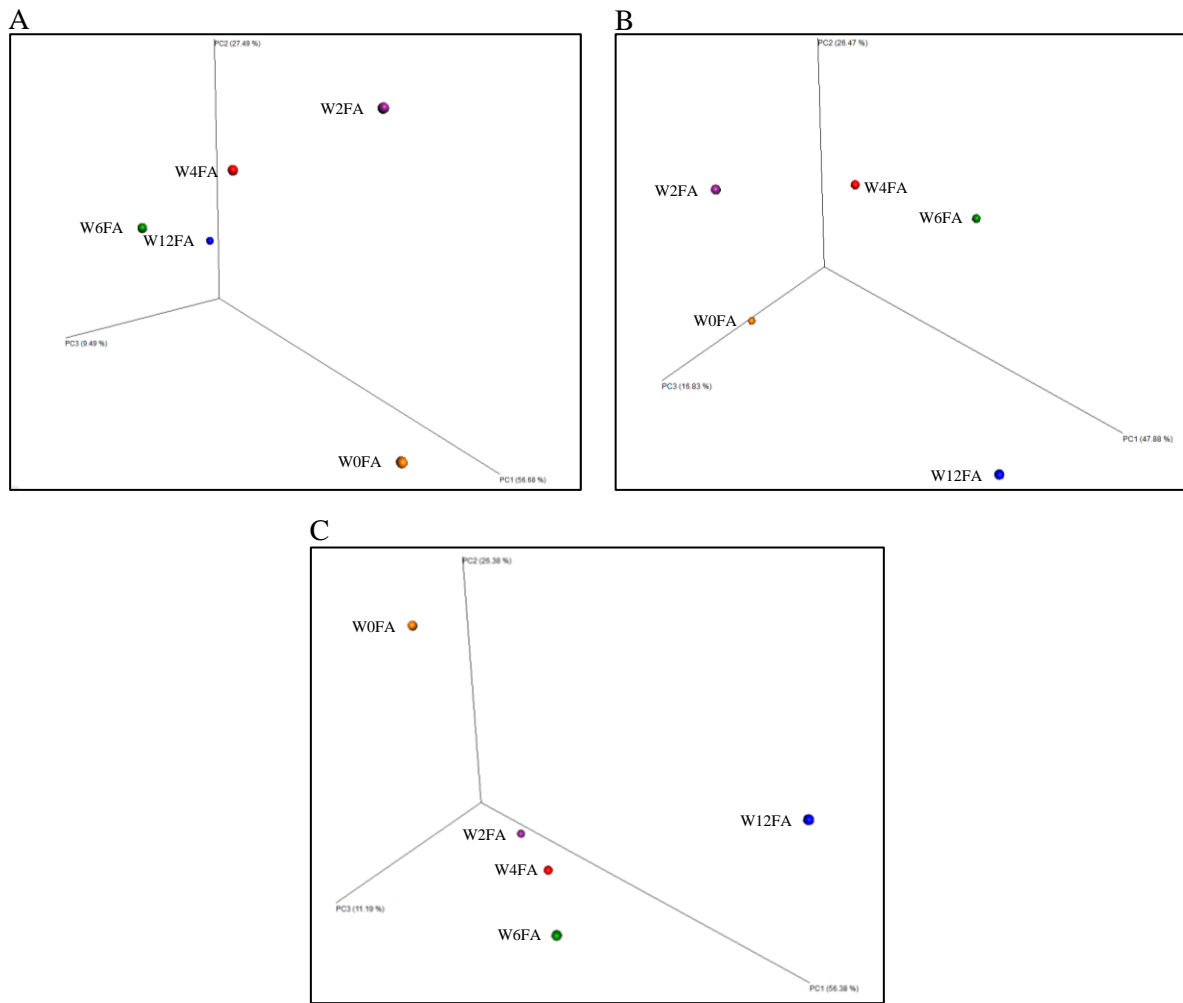 A
PC2 (27.49 %)
W2FA
W4FA
W6FA
W12FA
PC3 (9.49 %)
W0FA
PC1 (56.68 %)
B
PC2 (26.47 %)
W2FA
W4FA
W6FA
W0FA
PC3 (16.83 %)
PC1 (47.88 %)
W12FA
C
PC2 (26.38 %)
W0FA
W12FA
W2FA
W4FA
PC3 (11.19 %)
W6FA
PC1 (56.38 %)